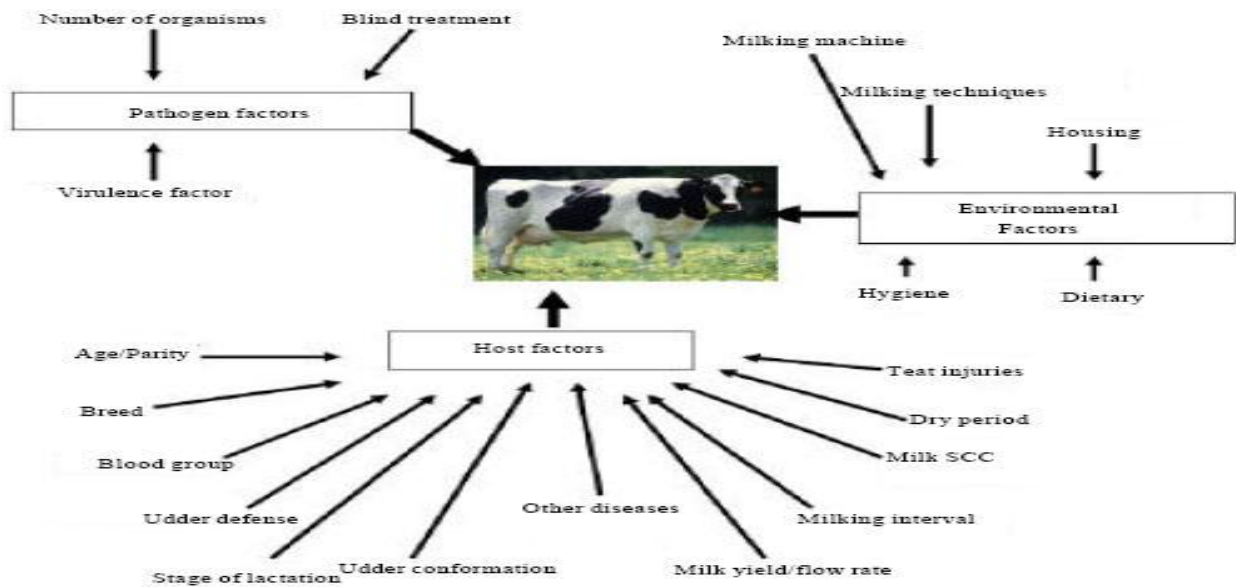 Number of organisms
Blind treatment
Milking machine
Milking techniques
Housing
Pathogen factors
Virulence factor
Environmental
Factors
Hygiene
Dietary
Host factors
Age/Parity
Teat injuries
Breed
Dry period
Blood group
Milk SCC
Udder defense
Other diseases
Milking interval
Stage of lactation
Udder conformation
Milk yield/flow rate